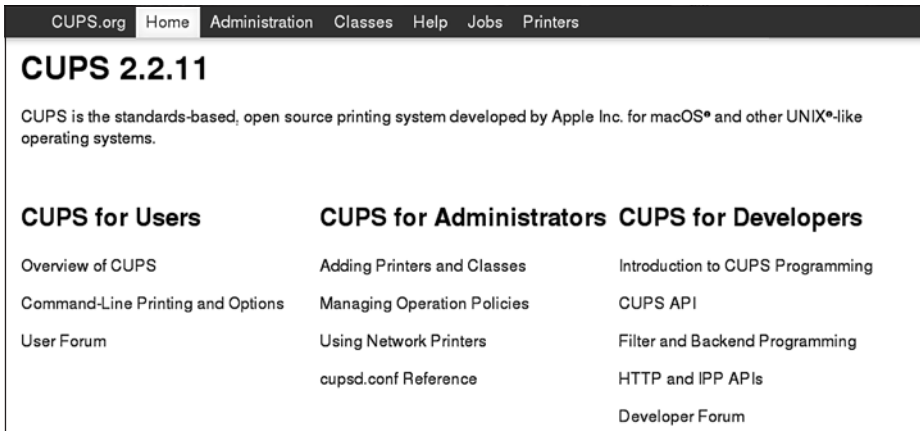 CUPS.org Home Administration Classes Help Jobs Printers
CUPS 2.2.11
CUPS is the standards-based, open source printing system developed by Apple Inc. for macOS® and other UNIX®-like
operating systems.
CUPS for Users
Overview of CUPS
Command-Line Printing and Options
User Forum
CUPS for Administrators
Adding Printers and Classes
Managing Operation Policies
Using Network Printers
cupsd.conf Reference
CUPS for Developers
Introduction to CUPS Programming
CUPS API
Filter and Backend Programming
HTTP and IPP APIs
Developer Forum